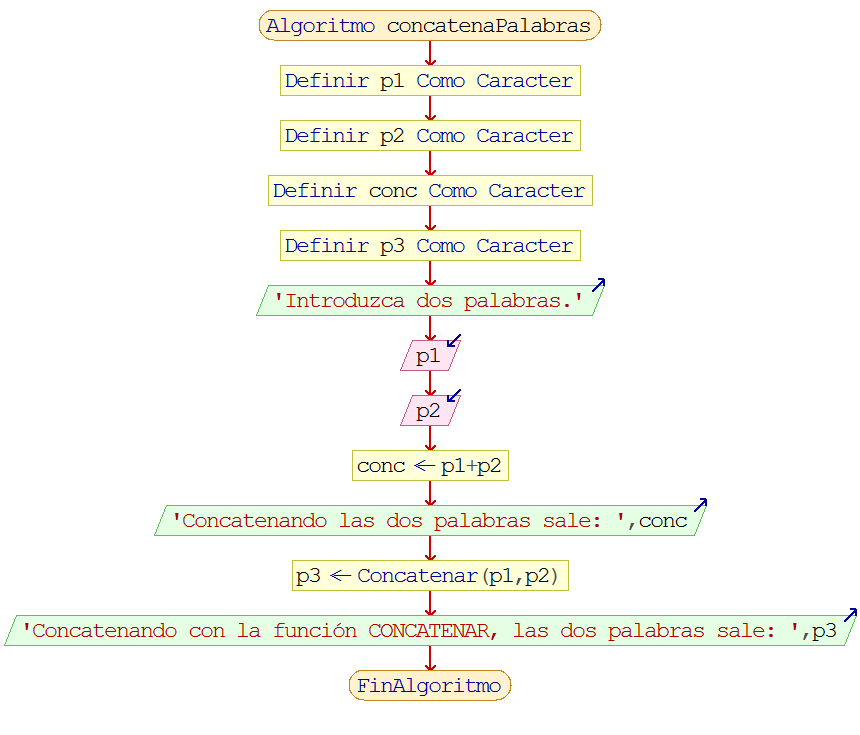 Algoritmo concatenaPalabras
Definir p1 Como Caracter
Definir p2 Como Caracter
Definir conc Como Caracter
Definir p3 Como Caracter
'Introduzca dos palabras.'
p1
p2
conc ← p1+p2
'Concatenando las dos palabras sale: ',conc
p3 ← Concatenar(p1,p2)
'Concatenando con la función CONCATENAR, las dos palabras sale: ',p3
FinAlgoritmo